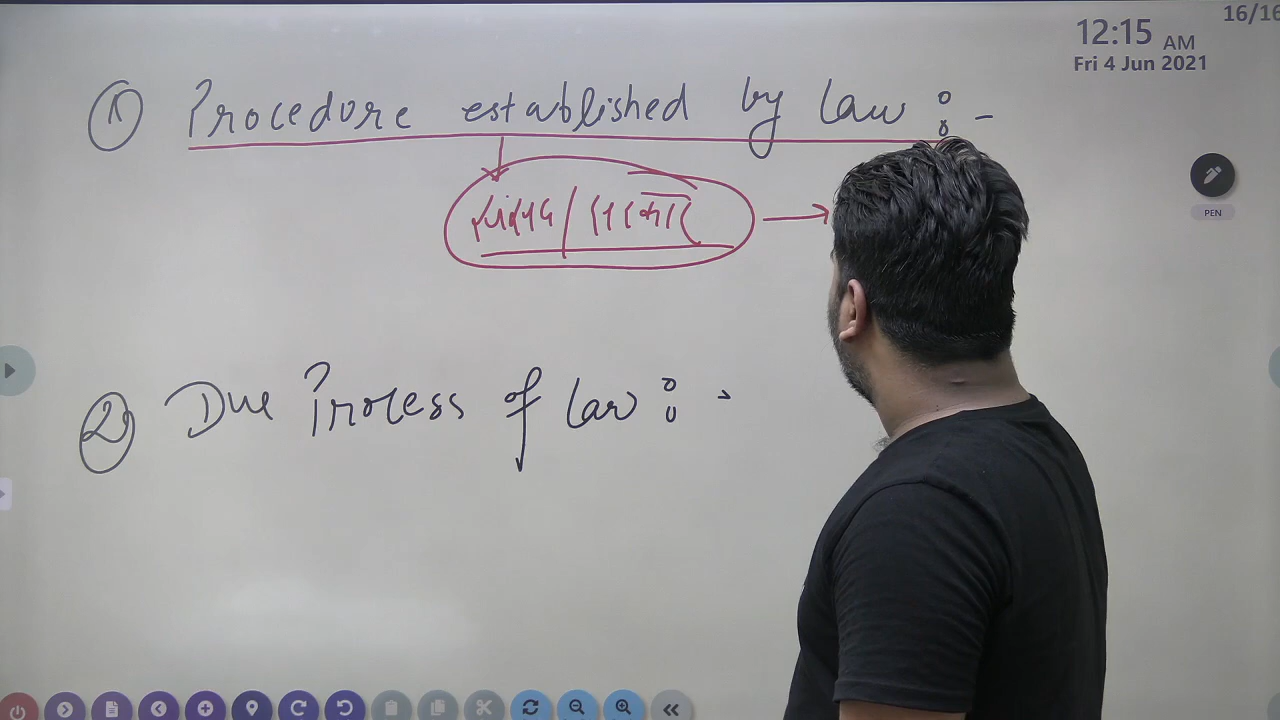 16/16
12:15 AM
Fri 4 Jun 2021
① Procedure established by law :-
PEN
② Due Process of law : -